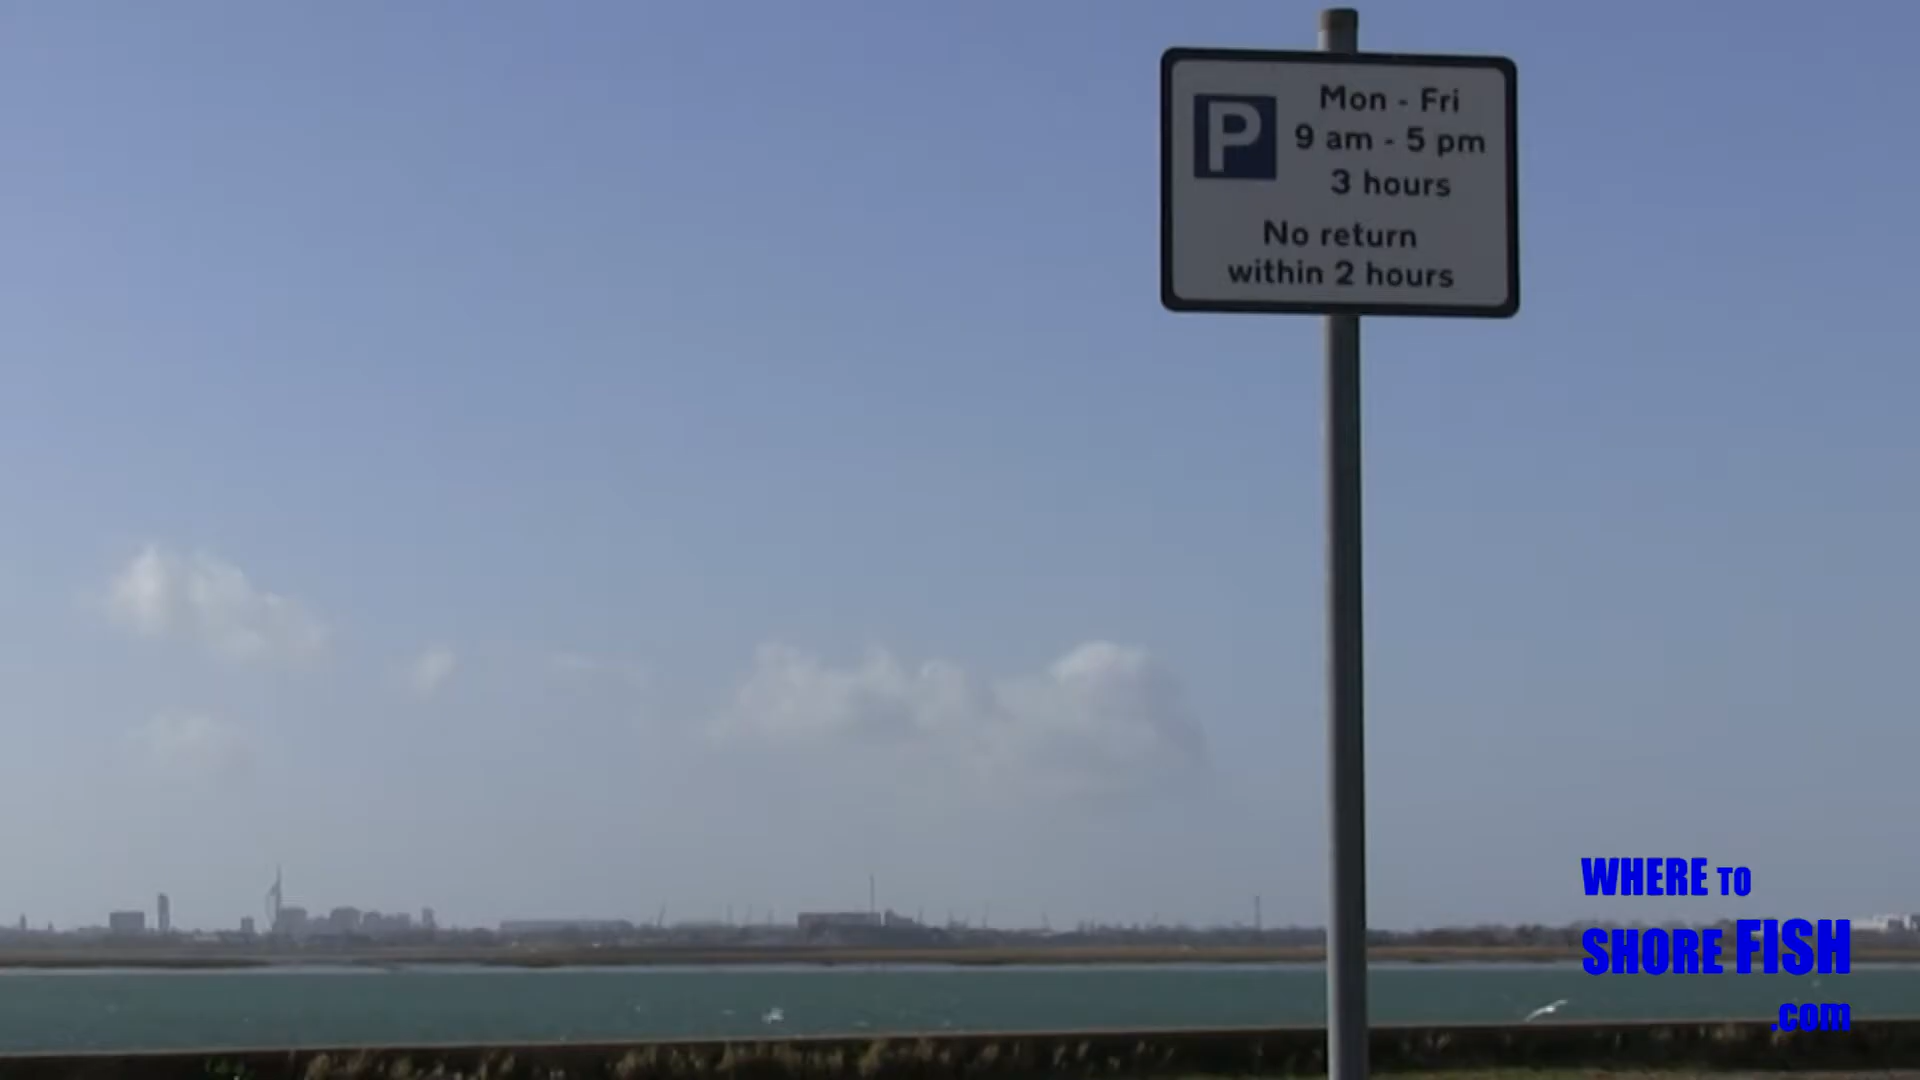 P
Mon - Fri
9 am - 5 pm
3 hours
No return
within 2 hours
WHERE TO
SHORE FISH
.com